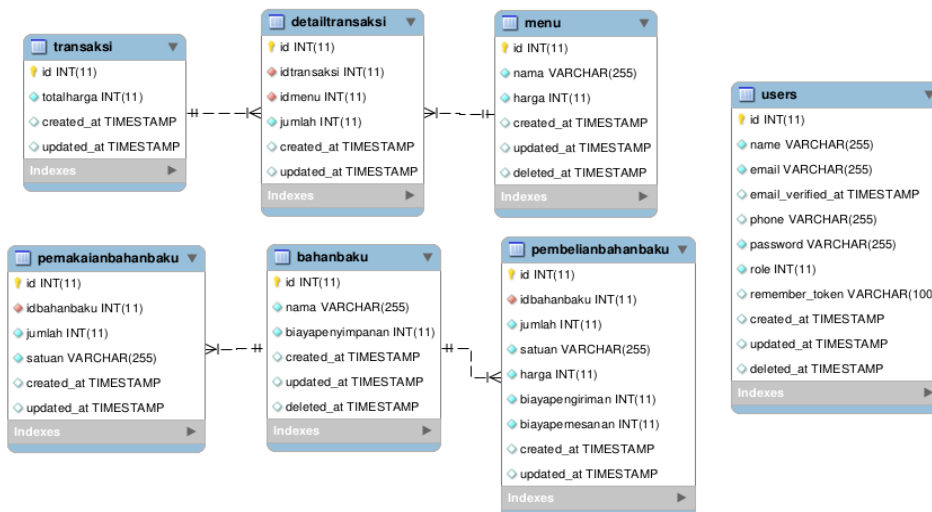 transaksi
id INT(11)
totalharga INT(11)
created_at TIMESTAMP
updated_at TIMESTAMP
Indexes
detailtransaksi
id INT(11)
idtransaksi INT(11)
idmenu INT(11)
jumlah INT(11)
created_at TIMESTAMP
updated_at TIMESTAMP
Indexes
menu
id INT(11)
nama VARCHAR(255)
harga INT(11)
created_at TIMESTAMP
updated_at TIMESTAMP
deleted_at TIMESTAMP
Indexes
users
id INT(11)
name VARCHAR(255)
email VARCHAR(255)
email_verified_at TIMESTAMP
phone VARCHAR(255)
password VARCHAR(255)
role INT(11)
remember_token VARCHAR(100
created_at TIMESTAMP
updated_at TIMESTAMP
deleted_at TIMESTAMP
Indexes
pemakaianbahanbaku
id INT(11)
idbahanbaku INT(11)
jumlah INT(11)
satuan VARCHAR(255)
created_at TIMESTAMP
updated_at TIMESTAMP
Indexes
bahanbaku
id INT(11)
nama VARCHAR(255)
biayapenyimpanan INT(11)
created_at TIMESTAMP
updated_at TIMESTAMP
deleted_at TIMESTAMP
Indexes
pembelianbahanbaku
id INT(11)
idbahanbaku INT(11)
jumlah INT(11)
satuan VARCHAR(255)
harga INT(11)
biayapengiriman INT(11)
biayapemesanan INT(11)
created_at TIMESTAMP
updated_at TIMESTAMP
Indexes